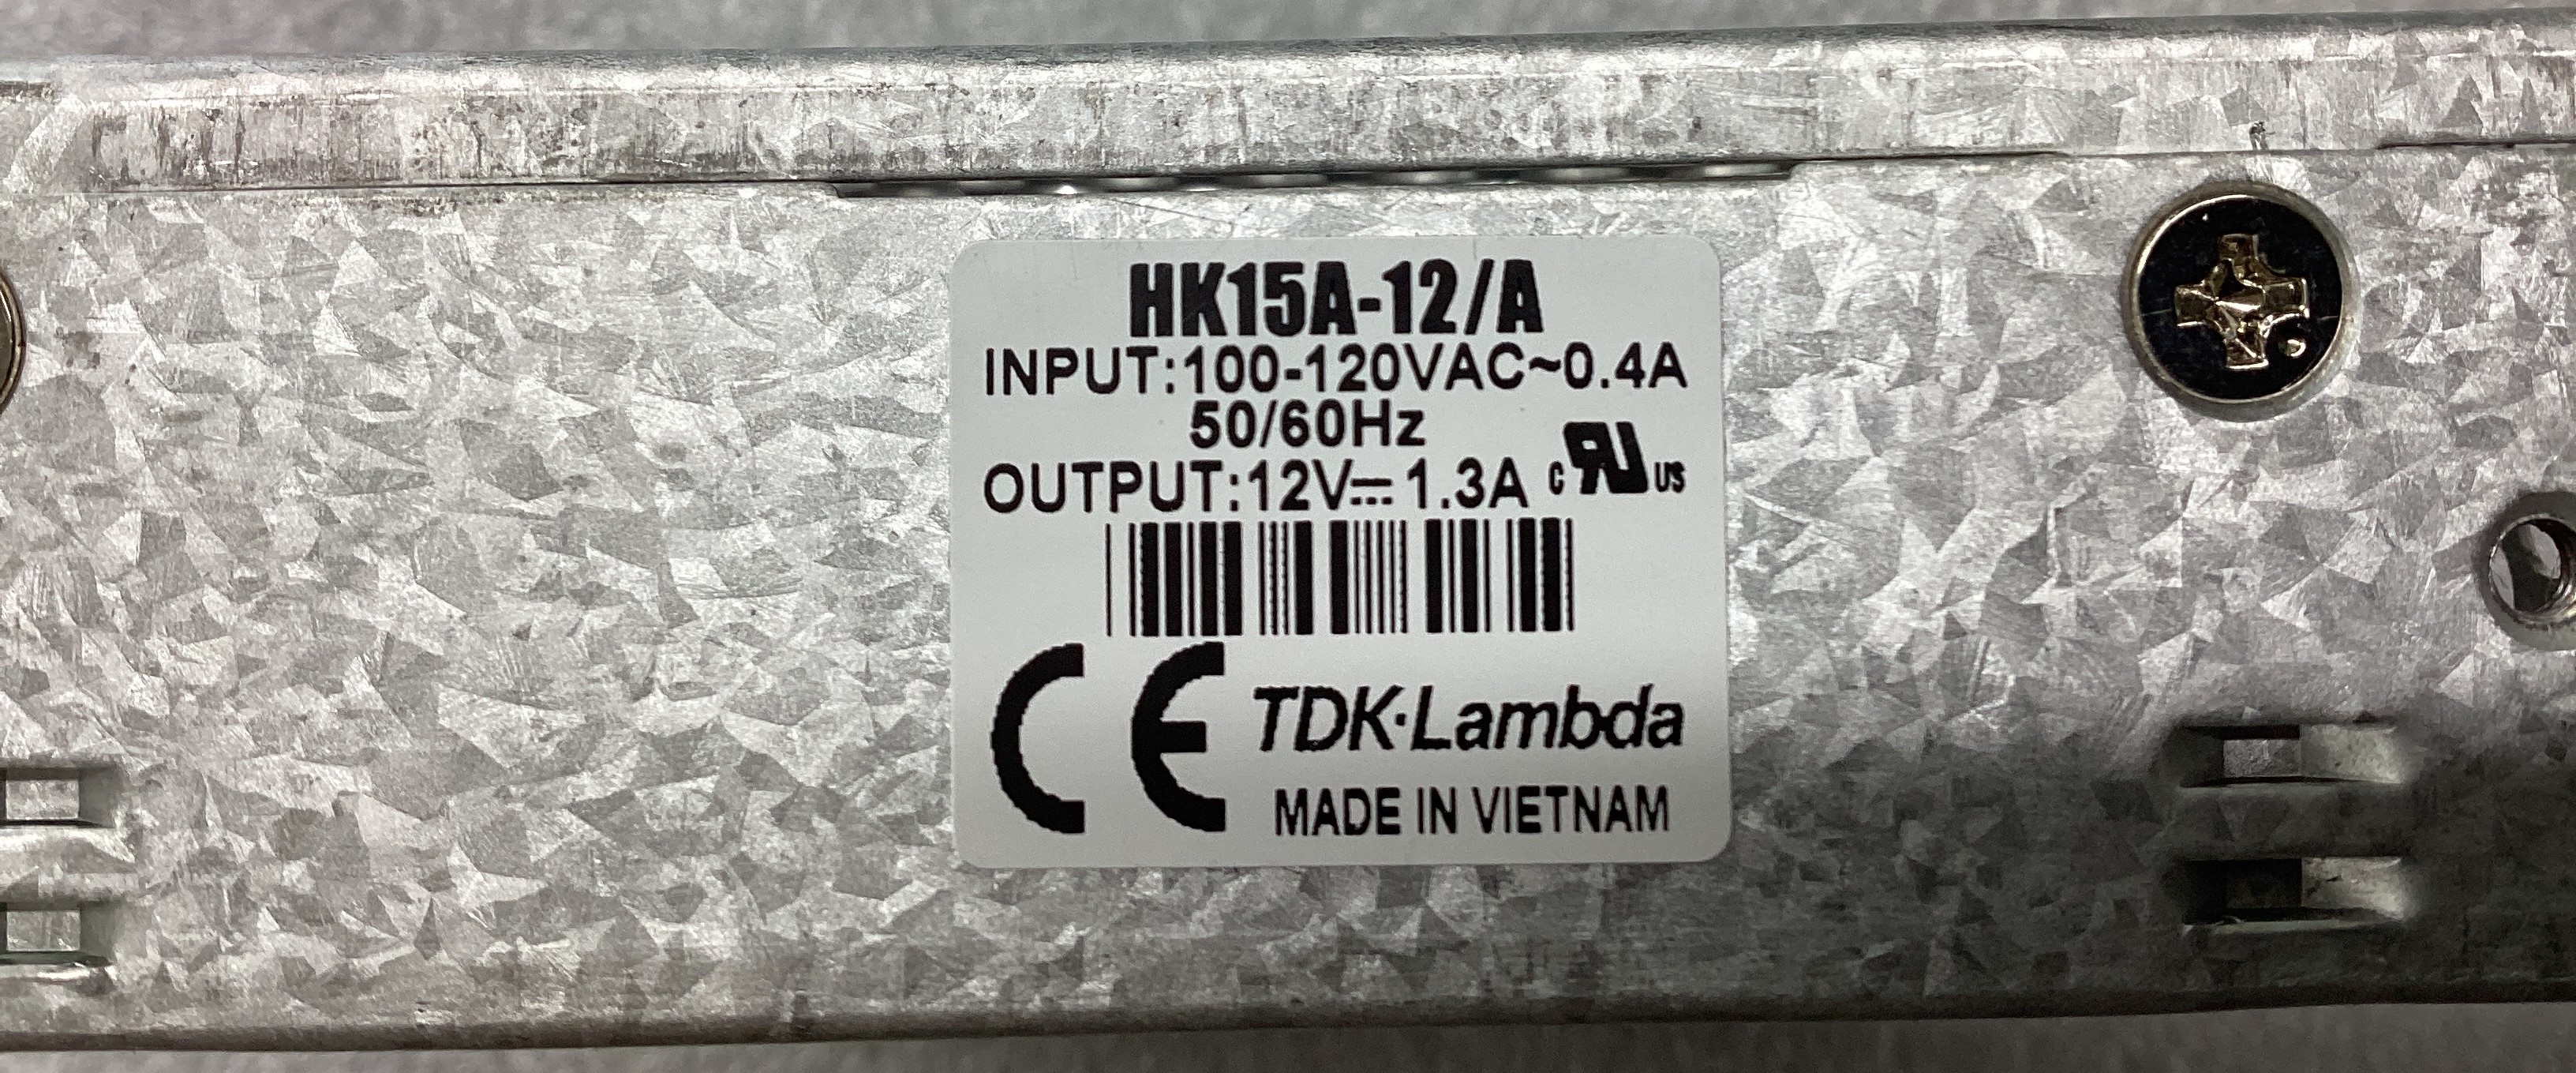 HK15A-12/A
INPUT:100-120VAC~0.4A
50/60Hz
OUTPUT:12V⎓1.3A c RU US
CE TDK·Lambda
MADE IN VIETNAM